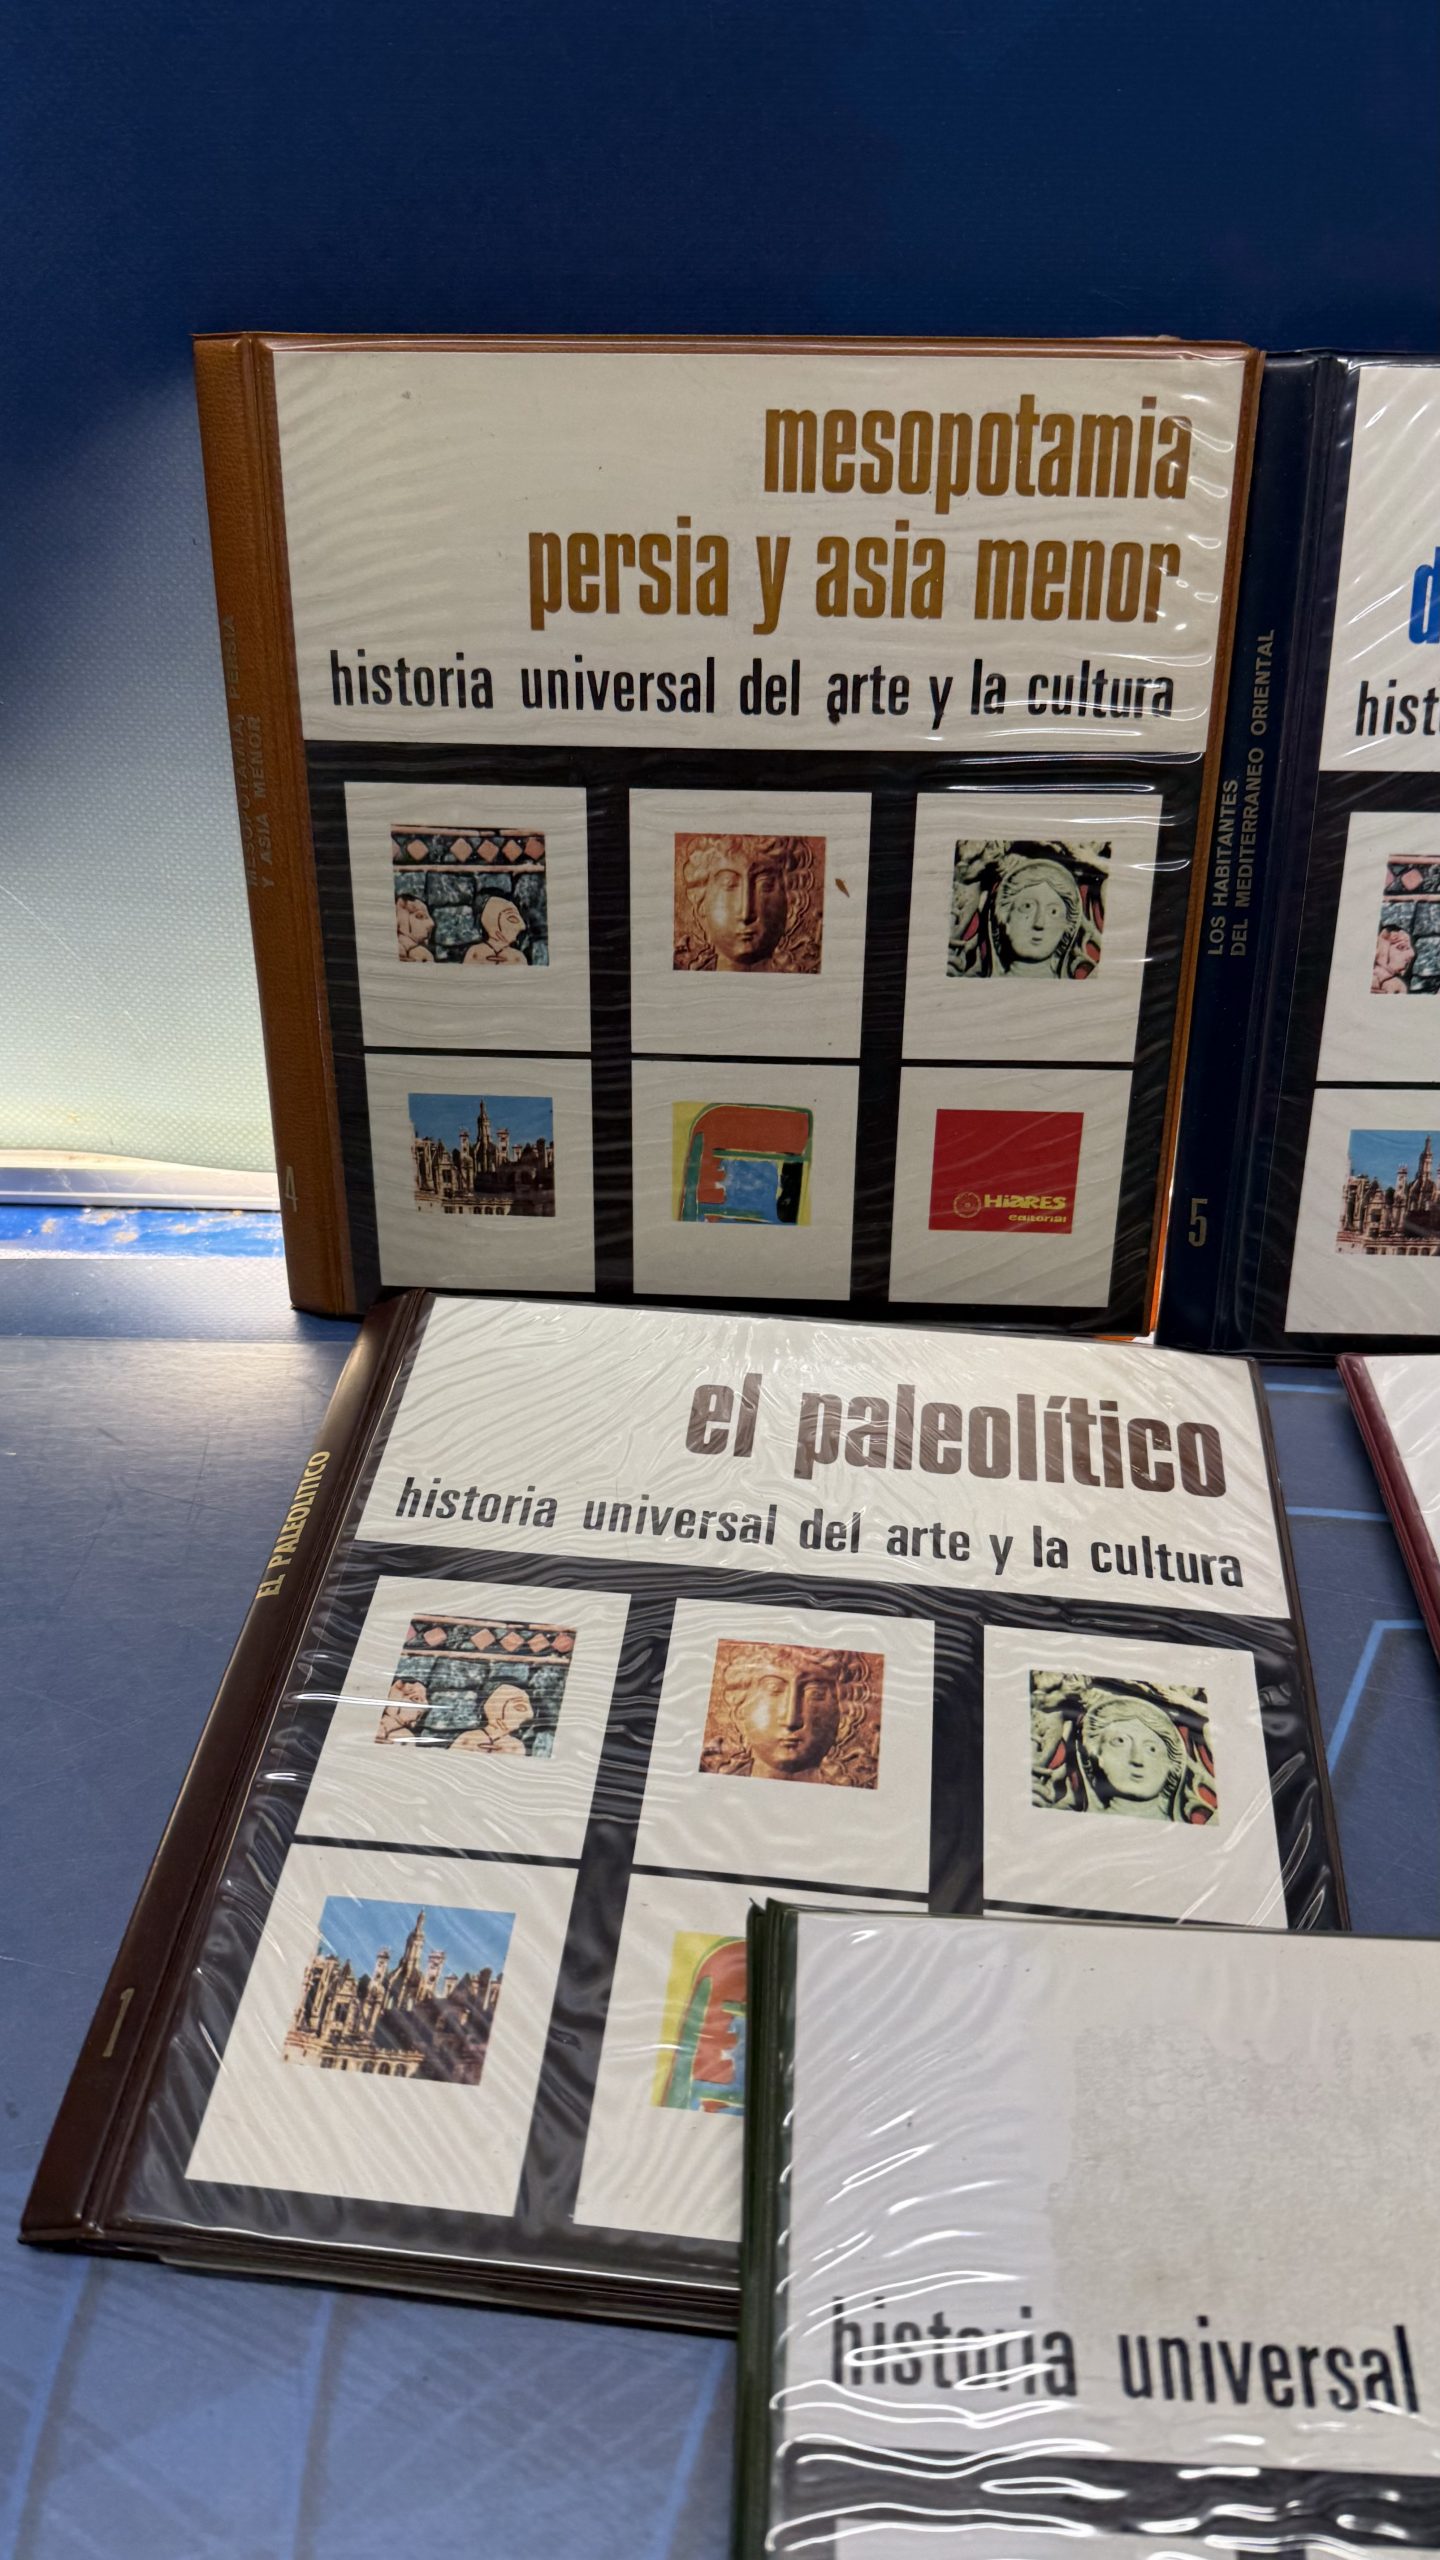 mesopotamia
persia y asia menor
historia universal del arte y la cultura
MESOPOTAMIA, PERSIA
Y ASIA MENOR
4
HIARES
editorial
LOS HABITANTES
DEL MEDITERRANEO ORIENTAL
5
d
hist
el paleolítico
historia universal del arte y la cultura
EL PALEOLITICO
1
historia universal